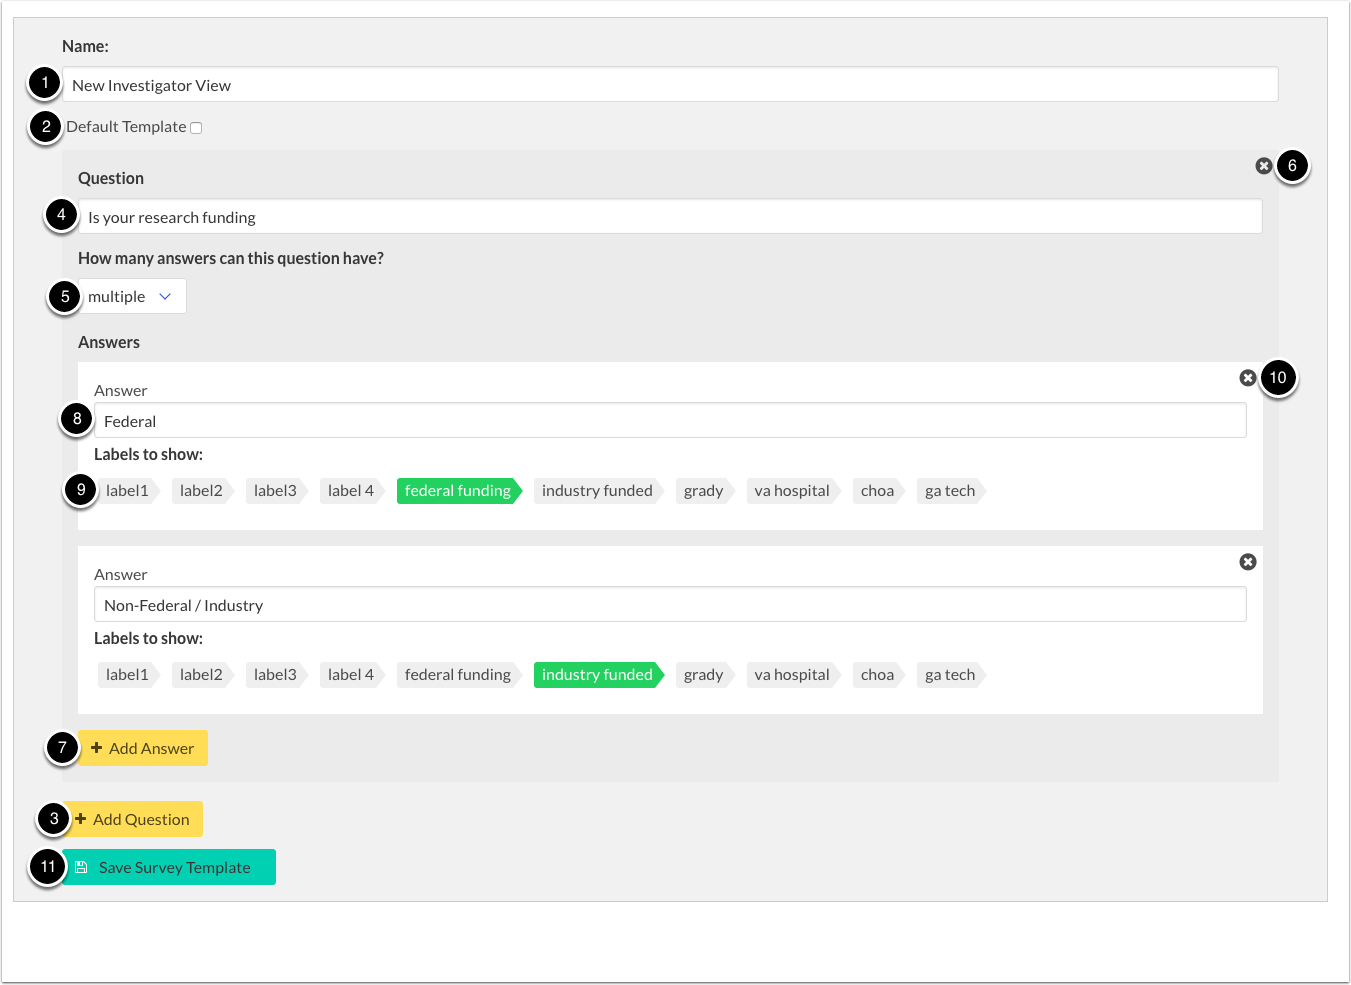 Name:
1 New Investigator View
2 Default Template
6
Question
4 Is your research funding
How many answers can this question have?
5 multiple
Answers
10
Answer
8 Federal
Labels to show:
9 label1 label2 label3 label 4 federal funding industry funded grady va hospital choa ga tech
Answer
Non-Federal / Industry
Labels to show:
label1 label2 label3 label 4 federal funding industry funded grady va hospital choa ga tech
7 + Add Answer
3 + Add Question
11 Save Survey Template